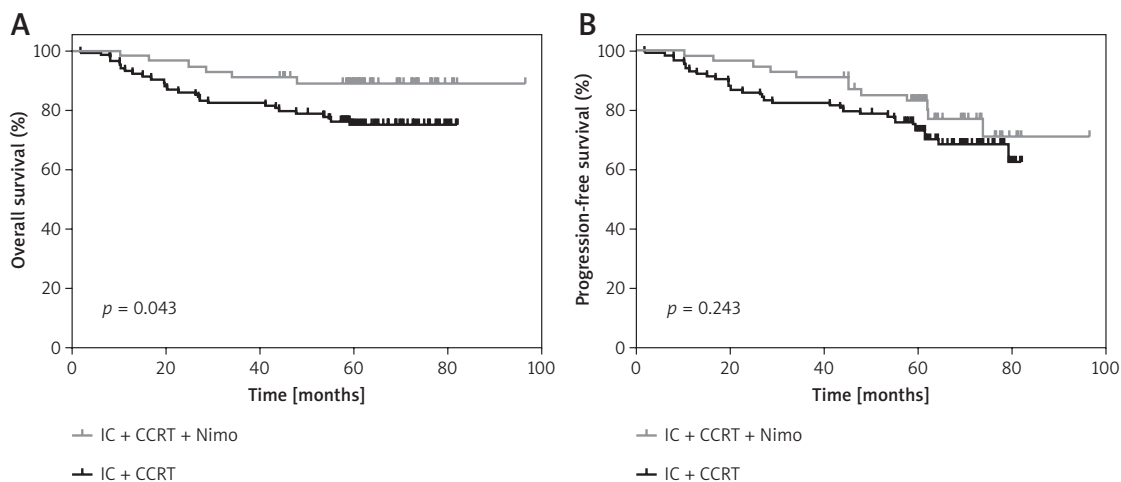 A
Overall survival (%)
100
80
60
40
20
0
p = 0.043
0 20 40 60 80 100
Time [months]
IC + CCRT + Nimo
IC + CCRT
B
Progression-free survival (%)
100
80
60
40
20
0
p = 0.243
0 20 40 60 80 100
Time [months]
IC + CCRT + Nimo
IC + CCRT